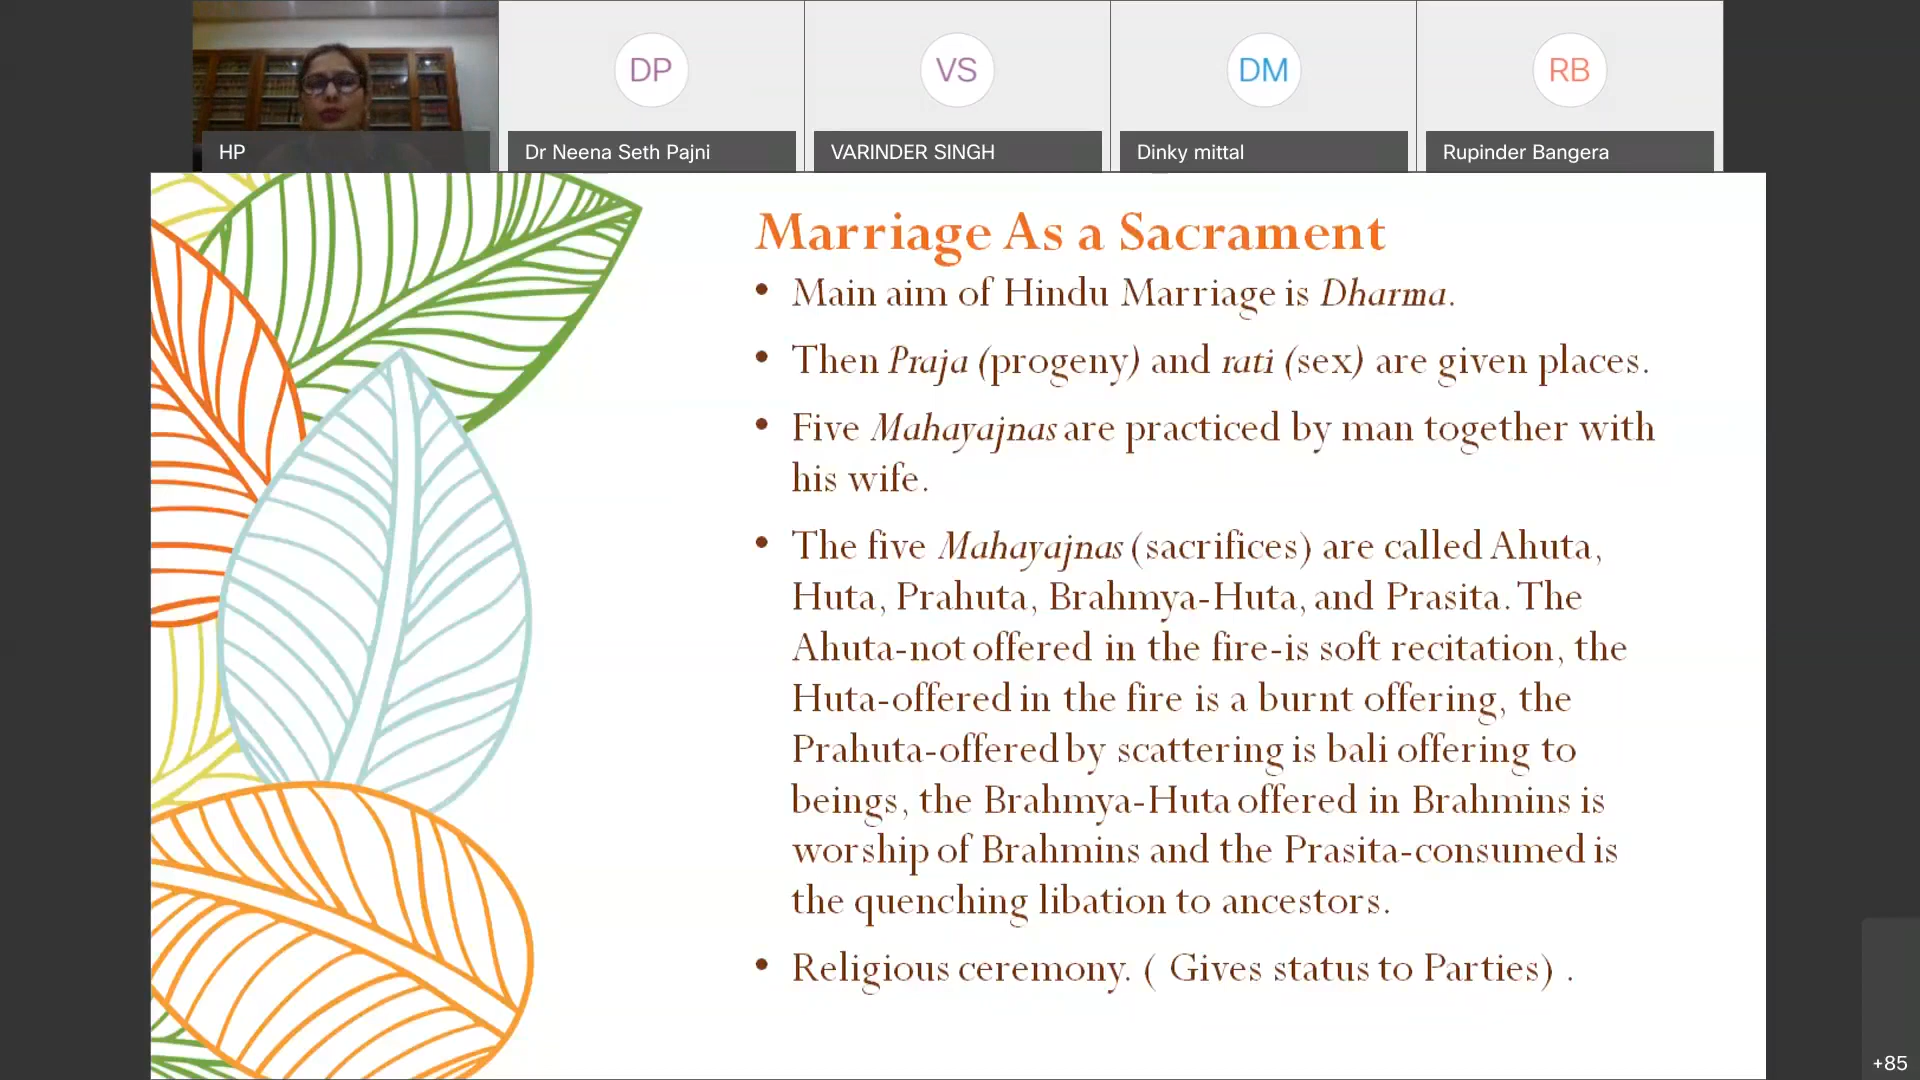 DP
VS
DM
RB
HP
Dr Neena Seth Pajni
VARINDER SINGH
Dinky mittal
Rupinder Bangera
Marriage As a Sacrament
• Main aim of Hindu Marriage is Dharma.
• Then Praja (progeny) and rati (sex) are given places.
• Five Mahayajnas are practiced by man together with
his wife.
• The five Mahayajnas (sacrifices) are called Ahuta,
Huta, Prahuta, Brahmya-Huta, and Prasita. The
Ahuta-not offered in the fire-is soft recitation, the
Huta-offered in the fire is a burnt offering, the
Prahuta-offered by scattering is bali offering to
beings, the Brahmya-Huta offered in Brahmins is
worship of Brahmins and the Prasita-consumed is
the quenching libation to ancestors.
• Religious ceremony. ( Gives status to Parties) .
+85